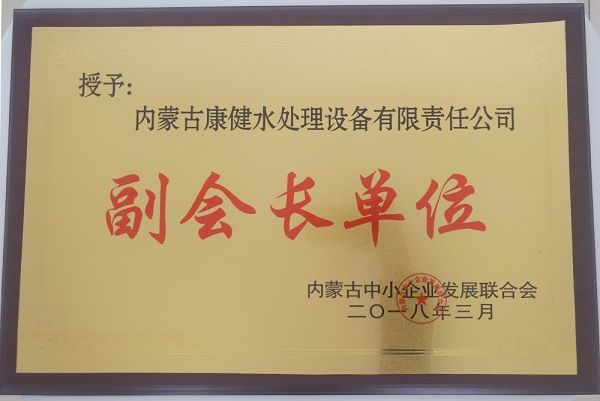 授予：
内蒙古康健水处理设备有限责任公司
副会长单位
内蒙古中小企业发展联合会
二〇一八年三月